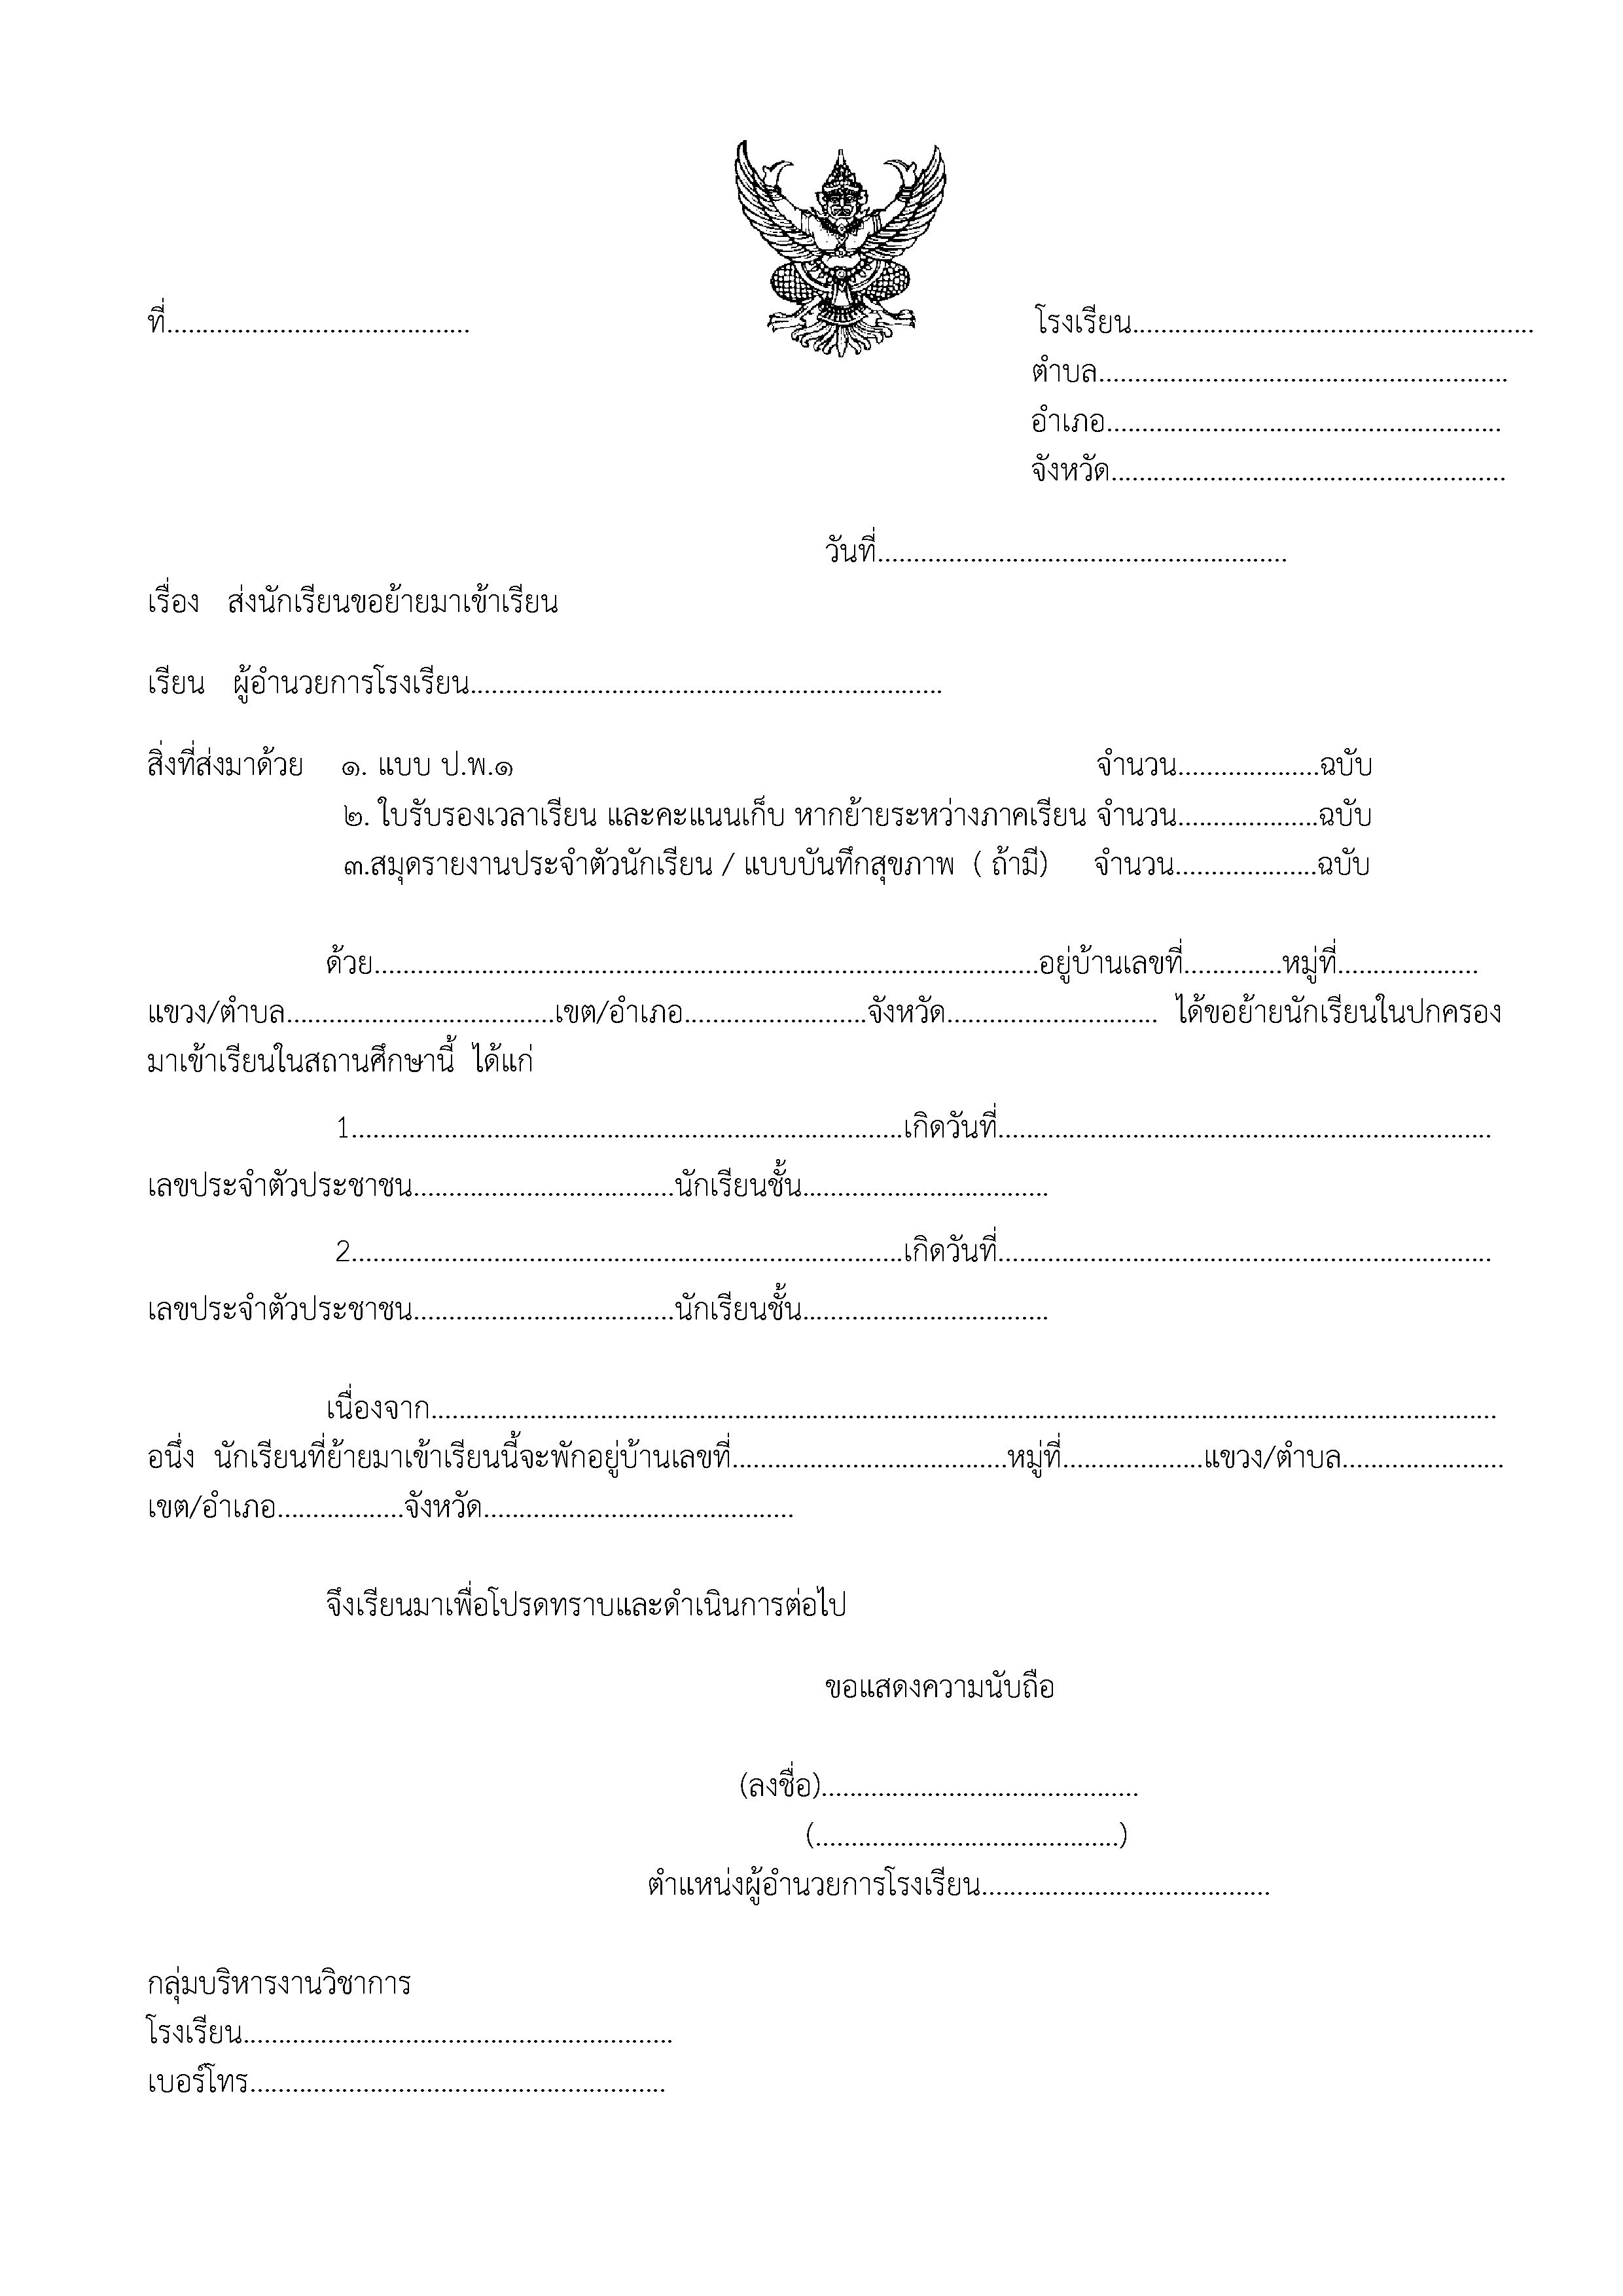 ที่...........................................
โรงเรียน.........................................................
ตำบล..........................................................
อำเภอ........................................................
จังหวัด........................................................
วันที่..........................................................
เรื่อง ส่งนักเรียนขอย้ายมาเข้าเรียน
เรียน ผู้อำนวยการโรงเรียน...................................................................
สิ่งที่ส่งมาด้วย ๑. แบบ ป.พ.๑ จำนวน....................ฉบับ
๒. ใบรับรองเวลาเรียน และคะแนนเก็บ หากย้ายระหว่างภาคเรียน จำนวน....................ฉบับ
๓.สมุดรายงานประจำตัวนักเรียน / แบบบันทึกสุขภาพ ( ถ้ามี) จำนวน....................ฉบับ
ด้วย..............................................................................................อยู่บ้านเลขที่..............หมู่ที่....................
แขวง/ตำบล......................................เขต/อำเภอ..........................จังหวัด.............................. ได้ขอย้ายนักเรียนในปกครอง
มาเข้าเรียนในสถานศึกษานี้ ได้แก่
1..............................................................................เกิดวันที่......................................................................
เลขประจำตัวประชาชน.....................................นักเรียนชั้น...................................
2..............................................................................เกิดวันที่......................................................................
เลขประจำตัวประชาชน.....................................นักเรียนชั้น...................................
เนื่องจาก.......................................................................................................................................................
อนึ่ง นักเรียนที่ย้ายมาเข้าเรียนนี้จะพักอยู่บ้านเลขที่.......................................หมู่ที่....................แขวง/ตำบล.......................
เขต/อำเภอ..................จังหวัด............................................
จึงเรียนมาเพื่อโปรดทราบและดำเนินการต่อไป
ขอแสดงความนับถือ
(ลงชื่อ).............................................
(...........................................)
ตำแหน่งผู้อำนวยการโรงเรียน.........................................
กลุ่มบริหารงานวิชาการ
โรงเรียน.............................................................
เบอร์โทร...........................................................